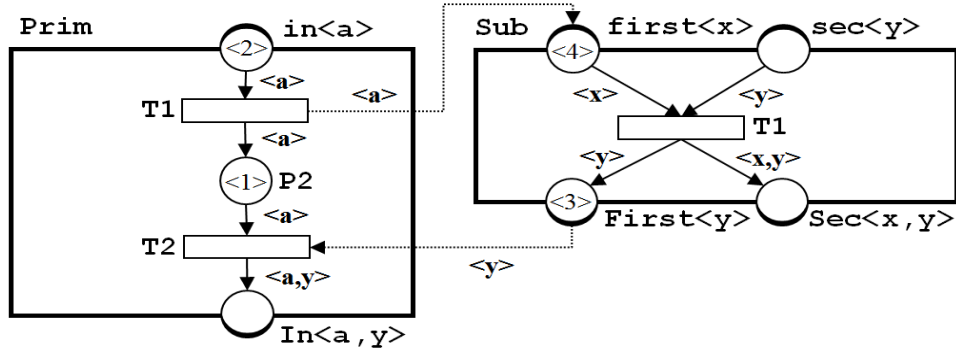 Prim
in<a>
<2>
<a>
T1
<a>
<a>
<1>
P2
<a>
T2
<a,y>
In<a,y>
Sub
first<x>
sec<y>
<4>
<x>
<y>
T1
<y>
<x,y>
<3>
First<y>
Sec<x,y>
<y>